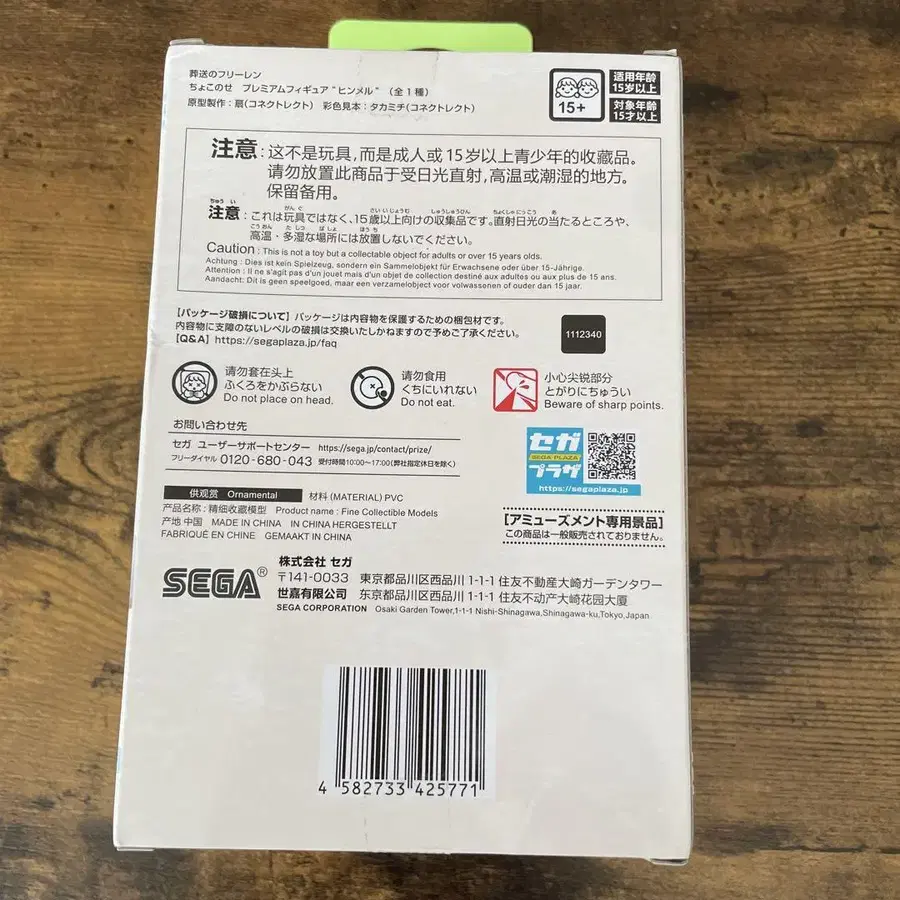 葬送のフリーレン
ちょこのせ プレミアムフィギュア“ヒンメル” (全1種)
原型製作:扇(コネクトレクト) 彩色見本:タカミチ(コネクトレクト)
15+
适用年龄
15岁以上
対象年齢
15才以上
注意:这不是玩具,而是成人或15岁以上青少年的收藏品。
请勿放置此商品于受日光直射,高温或潮湿的地方。
保留备用。
注意:これは玩具ではなく、15歳以上向けの収集品です。直射日光の当たるところや、
高温・多湿な場所には放置しないでください。
Caution : This is not a toy but a collectable object for adults or over 15 years old.
Achtung : Dies ist kein Spielzeug, sondern ein Sammelobjekt für Erwachsene oder über 15-Jährige.
Attention : Il ne s'agit pas d'un jouet mais d'un objet de collection destiné aux adultes ou aux plus de 15 ans.
Aandacht: Dit is geen speelgoed, maar een verzamelobject voor volwassenen of ouder dan 15 jaar.
【パッケージ破損について】パッケージは内容物を保護するための梱包材です。
内容物に支障のないレベルの破損は交換いたしかねますので予めご了承ください。
【Q&A】https://segaplaza.jp/faq
1112340
请勿套在头上
ふくろをかぶらない
Do not place on head.
请勿食用
くちにいれない
Do not eat.
小心尖锐部分
とがりにちゅうい
Beware of sharp points.
お問い合わせ先
セガ ユーザーサポートセンター https://sega.jp/contact/prize/
フリーダイヤル 0120-680-043 受付時間10:00～17:00(弊社指定休日を除く)
セガ
SEGA PLAZA
プラザ
https://segaplaza.jp
供观赏 Ornamental 材料(MATERIAL) PVC
产品名称:精细收藏模型 Product name : Fine Collectible Models
产地 中国 MADE IN CHINA IN CHINA HERGESTELLT
FABRIQUÉ EN CHINE GEMAAKT IN CHINA
【アミューズメント専用景品】
この商品は一般販売されておりません。
SEGA®
株式会社 セガ
〒141-0033 東京都品川区西品川 1-1-1 住友不動産大崎ガーデンタワー
世嘉有限公司 东京都品川区西品川 1-1-1 住友不动产大崎花园大厦
SEGA CORPORATION Osaki Garden Tower,1-1-1 Nishi-Shinagawa,Shinagawa-ku,Tokyo,Japan
4 582733 425771